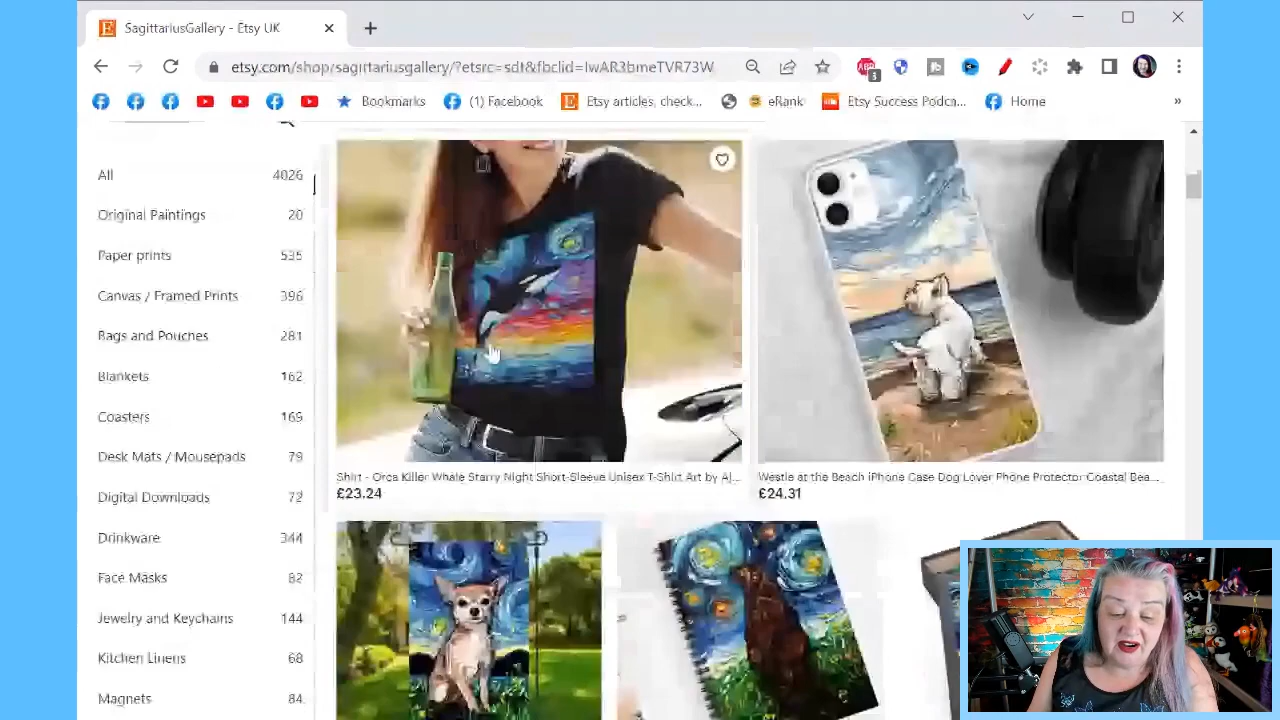 SagittariusGallery - Etsy UK
etsy.com/shop/sagittariusgallery/?etsrc=sdt&fbclid=IwAR3bmeTVR73W
Bookmarks
(1) Facebook
Etsy articles, check...
eRank
Etsy Success Podca...
Home
»
All 4026
Original Paintings 20
Paper prints 535
Canvas / Framed Prints 396
Bags and Pouches 281
Blankets 162
Coasters 169
Desk Mats / Mousepads 79
Digital Downloads 72
Drinkware 344
Face Masks 82
Jewelry and Keychains 144
Kitchen Linens 68
Magnets 84
Shirt - Orca Killer Whale Starry Night Short-Sleeve Unisex T-Shirt Art by Aj...
£23.24
Westie at the Beach iPhone Case Dog Lover Phone Protector Coastal Bea...
£24.31